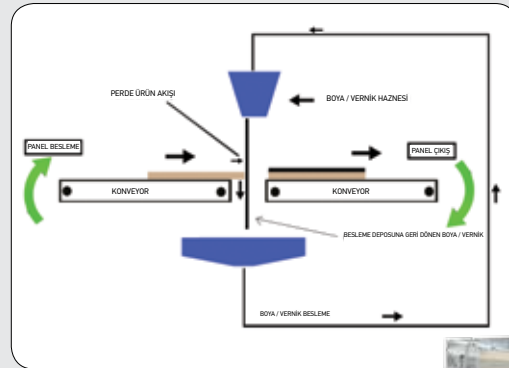 PERDE ÜRÜN AKIŞI
BOYA / VERNİK HAZNESİ
PANEL BESLEME
PANEL ÇIKIŞ
KONVEYOR
KONVEYOR
BESLEME DEPOSUNA GERİ DÖNEN BOYA / VERNİK
BOYA / VERNİK BESLEME